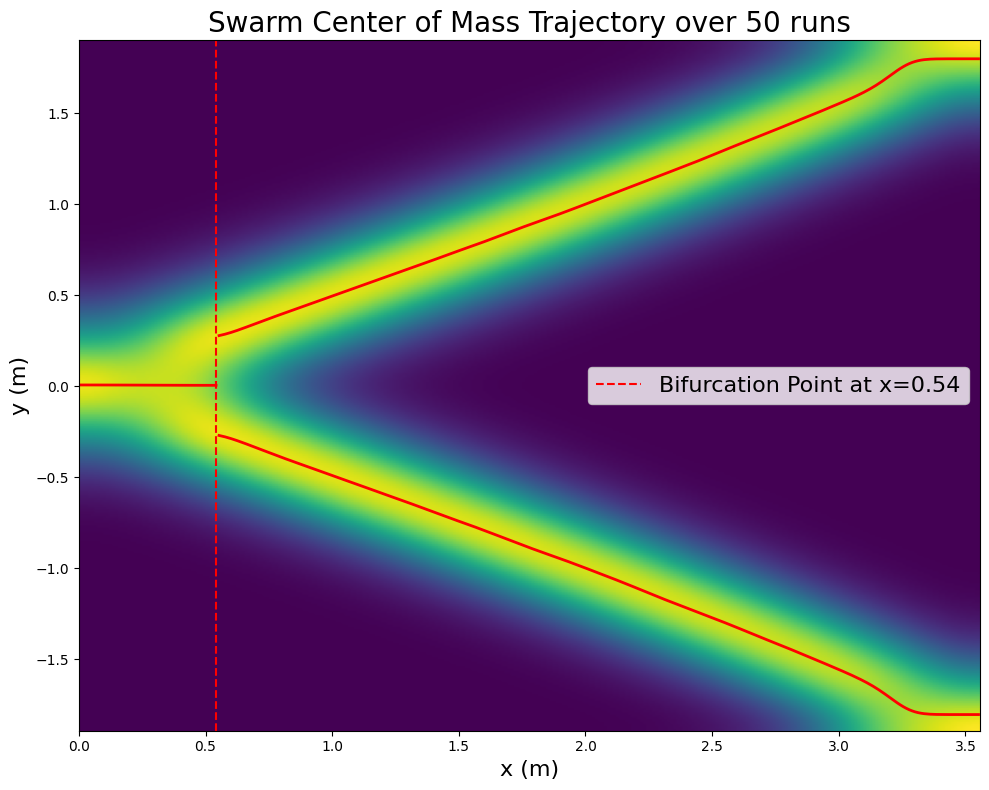 Swarm Center of Mass Trajectory over 50 runs
y (m)
1.5
1.0
0.5
0.0
−0.5
−1.0
−1.5
Bifurcation Point at x=0.54
0.0 0.5 1.0 1.5 2.0 2.5 3.0 3.5
x (m)